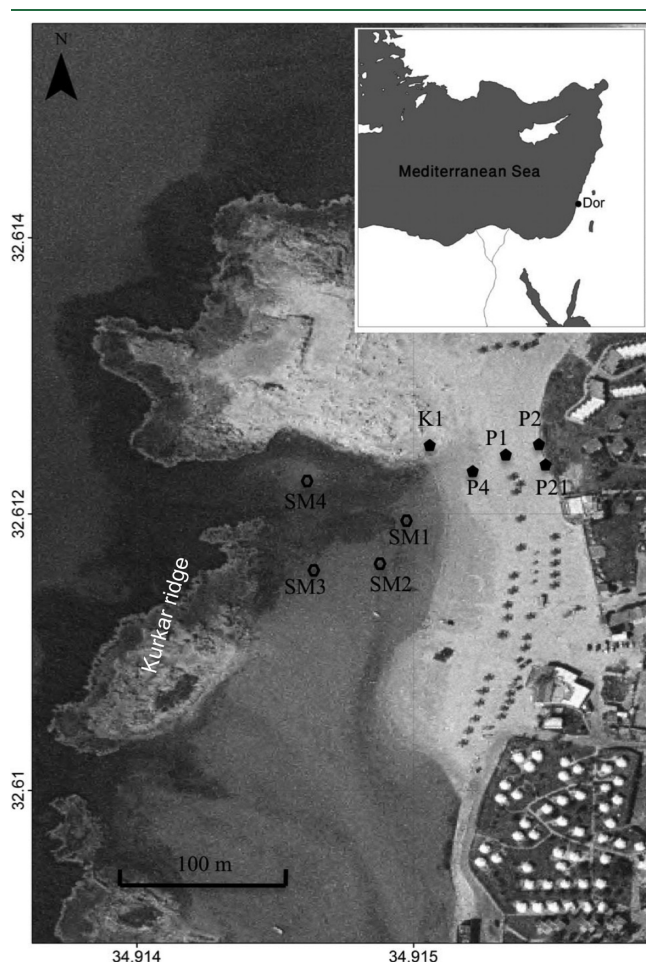 N
Mediterranean Sea
Dor
32.614
K1
P2
P1
P4
P21
32.612
SM4
SM1
SM3
SM2
Kurkar ridge
32.61
100 m
34.914
34.915